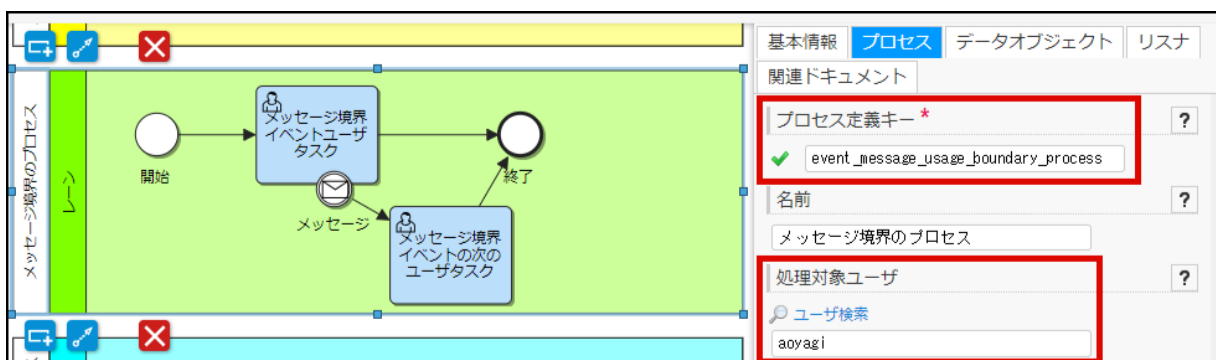 メッセージ境界のプロセス
レーン
開始
メッセージ境界
イベントユーザ
タスク
終了
メッセージ
メッセージ境界
イベントの次の
ユーザタスク
基本情報 プロセス データオブジェクト リスナ
関連ドキュメント
プロセス定義キー * ?
event_message_usage_boundary_process
名前 ?
メッセージ境界のプロセス
処理対象ユーザ ?
ユーザ検索
aoyagi